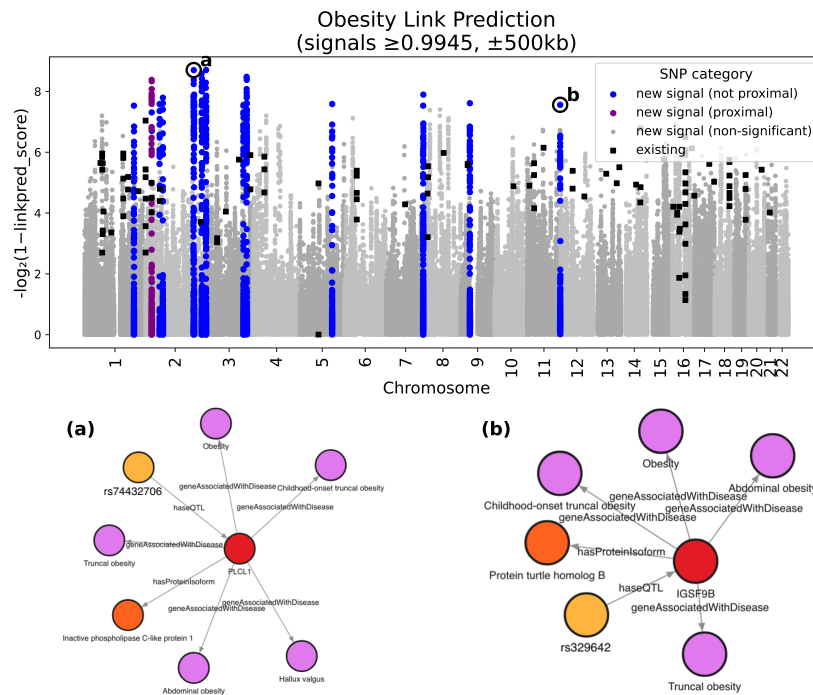 Obesity Link Prediction
(signals ≥0.9945, ±500kb)
a
b
SNP category
new signal (not proximal)
new signal (proximal)
new signal (non-significant)
existing
-log₂(1−linkpred_score)
8
6
4
2
0
1 2 3 4 5 6 7 8 9 10 11 12 13 14 15 16 17 18 19 20 21 22
Chromosome
(a)
Obesity
rs74432706
Childhood-onset truncal obesity
geneAssociatedWithDisease
geneAssociatedWithDisease
haseQTL
geneAssociatedWithDisease
Truncal obesity
PLCL1
hasProteinIsoform
geneAssociatedWithDisease
geneAssociatedWithDisease
Inactive phospholipase C-like protein 1
Hallux valgus
Abdominal obesity
(b)
Obesity
Abdominal obesity
Childhood-onset truncal obesity
geneAssociatedWithDisease
geneAssociatedWithDisease
geneAssociatedWithDisease
hasProteinIsoform
Protein turtle homolog B
haseQTL
IGSF9B
geneAssociatedWithDisease
rs329642
Truncal obesity